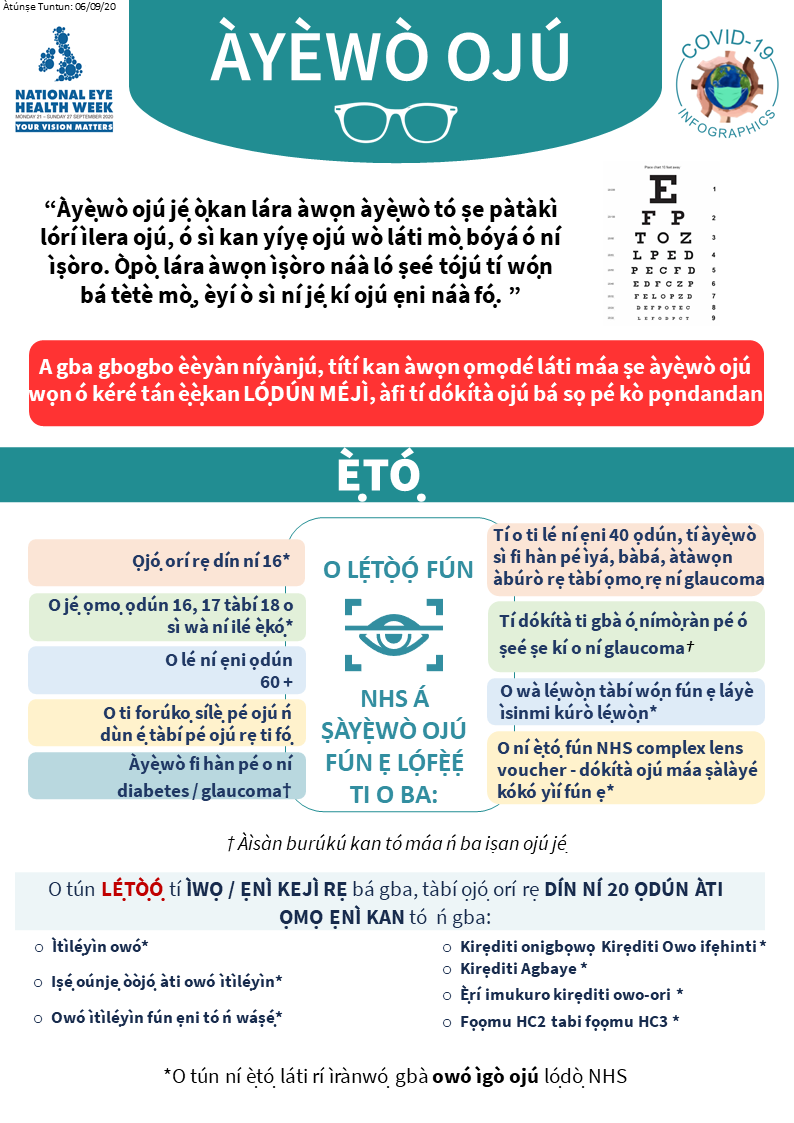 Àtúnṣe Tuntun: 06/09/20
NATIONAL EYE
HEALTH WEEK
MONDAY 21 - SUNDAY 27 SEPTEMBER 2020
YOUR VISION MATTERS
ÀYẸ̀WÒ OJÚ
COVID-19
INFOGRAPHICS
“Àyẹ̀wò ojú jẹ́ ọ̀kan lára àwọn àyẹ̀wò tó ṣe pàtàkì
lórí ìlera ojú, ó sì kan yíyẹ ojú wò láti mọ̀ bóyá ó ní
ìṣòro. Ọ̀pọ̀ lára àwọn ìṣòro náà ló ṣeé tójú tí wọ́n
bá tètè mọ̀, èyí ò sì ní jẹ́ kí ojú ẹni náà fọ́. ”
Place chart 10 feet away
E 1
F P 2
T O Z 3
L P E D 4
P E C F D 5
E D F C Z P 6
F E L O P Z D 7
D E F P O T E C 8
L E F O D P C T 9
A gba gbogbo èèyàn níyànjú, títí kan àwọn ọmọdé láti máa ṣe àyẹ̀wò ojú
wọn ó kéré tán ẹ̀ẹ̀kan LỌ́DÚN MÉJÌ, àfi tí dókítà ojú bá sọ pé kò pọndandan
Ẹ̀TỌ́
Ọjọ́ orí rẹ dín ní 16*
O jẹ́ ọmọ ọdún 16, 17 tàbí 18 o
sì wà ní ilé ẹ̀kọ́*
O lé ní ẹni ọdún
60 +
O ti forúkọ sílẹ̀ pé ojú ń
dùn ẹ́ tàbí pé ojú rẹ ti fọ́
Àyẹ̀wò fi hàn pé o ní
diabetes / glaucoma†
O LẸ́TỌ̀Ọ́ FÚN
NHS Á
ṢÀYẸ̀WÒ OJÚ
FÚN Ẹ LỌ́FẸ̀Ẹ́
TI O BA:
Tí o ti lé ní ẹni 40 ọdún, tí àyẹ̀wò
sì fi hàn pé ìyá, bàbá, àtàwọn
àbúrò rẹ tàbí ọmọ rẹ ní glaucoma
Tí dókítà ti gbà ọ́ nímọ̀ràn pé ó
ṣeé ṣe kí o ní glaucoma†
O wà lẹ́wọ̀n tàbí wọ́n fún ẹ láyè
ìsinmi kúrò lẹ́wọ̀n*
O ní ẹ̀tọ́ fún NHS complex lens
voucher - dókítà ojú máa ṣàlàyé
kókó yìí fún ẹ*
† Àìsàn burúkú kan tó máa ń ba iṣan ojú jẹ́
O tún LẸ́TỌ̀Ọ́ tí ÌWỌ / ẸNÌ KEJÌ RẸ bá gba, tàbí ọjọ́ orí rẹ DÍN NÍ 20 ỌDÚN ÀTI
ỌMỌ ẸNÌ KAN tó ń gba:
o Ìtìlẹ́yìn owó*
o Iṣẹ́ oúnjẹ òòjọ́ àti owó ìtìlẹ́yìn*
o Owó ìtìlẹ́yìn fún ẹni tó ń wáṣẹ́*
o Kirẹditi onigbọwọ Kirẹditi Owo ifẹhinti *
o Kirẹditi Agbaye *
o Ẹ̀rí imukuro kirẹditi owo-ori *
o Fọọmu HC2 tabi fọọmu HC3 *
*O tún ní ẹ̀tọ́ láti rí ìrànwọ́ gbà owó ìgò ojú lọ́dọ̀ NHS